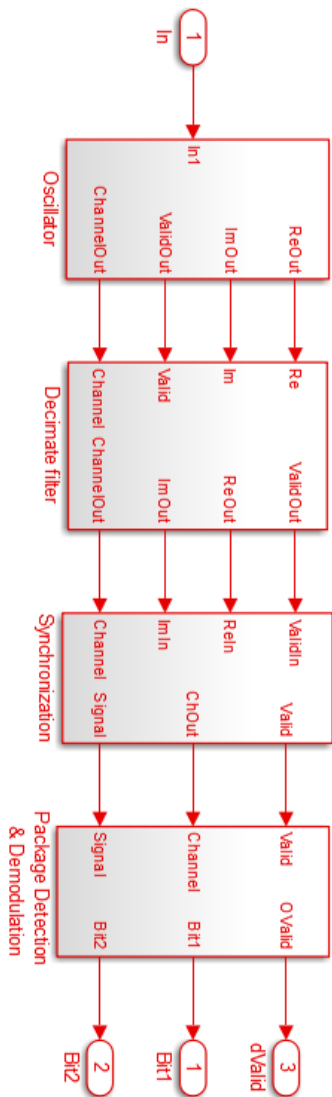 1
In
In1
ReOut
ImOut
ValidOut
ChannelOut
Oscillator
Re
Im
Valid
Channel
ValidOut
ReOut
ImOut
ChannelOut
Decimate filter
ValidIn
ReIn
ImIn
Channel
Valid
ChOut
Signal
Synchronization
Valid
Channel
Signal
OValid
Bit1
Bit2
Package Detection
& Demodulation
3
dValid
1
Bit1
2
Bit2